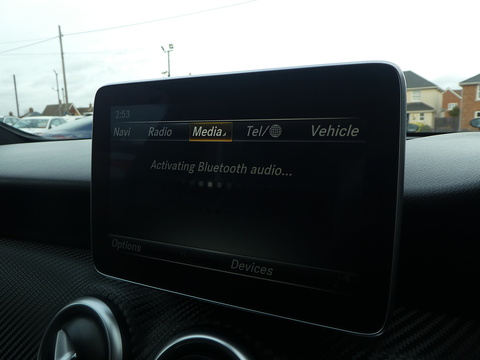 2:53
Navi Radio Media Tel/ Vehicle
Activating Bluetooth audio...
Options
Devices